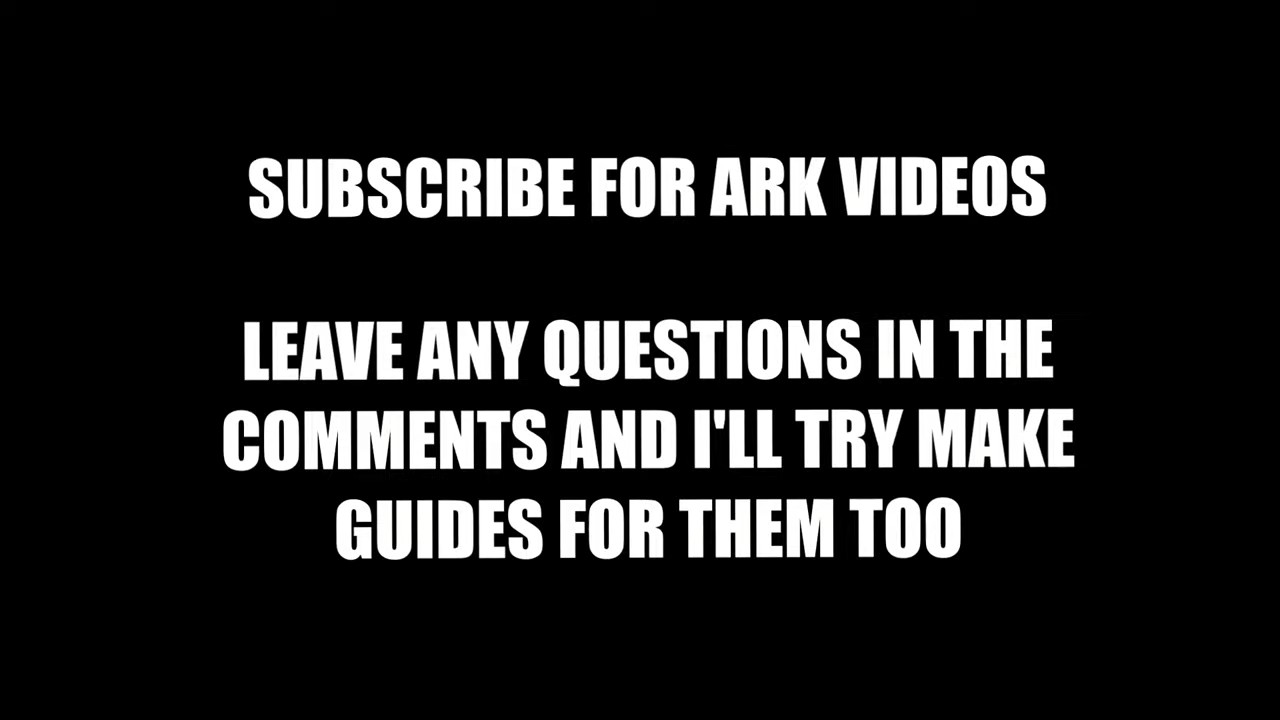 SUBSCRIBE FOR ARK VIDEOS
LEAVE ANY QUESTIONS IN THE
COMMENTS AND I'LL TRY MAKE
GUIDES FOR THEM TOO